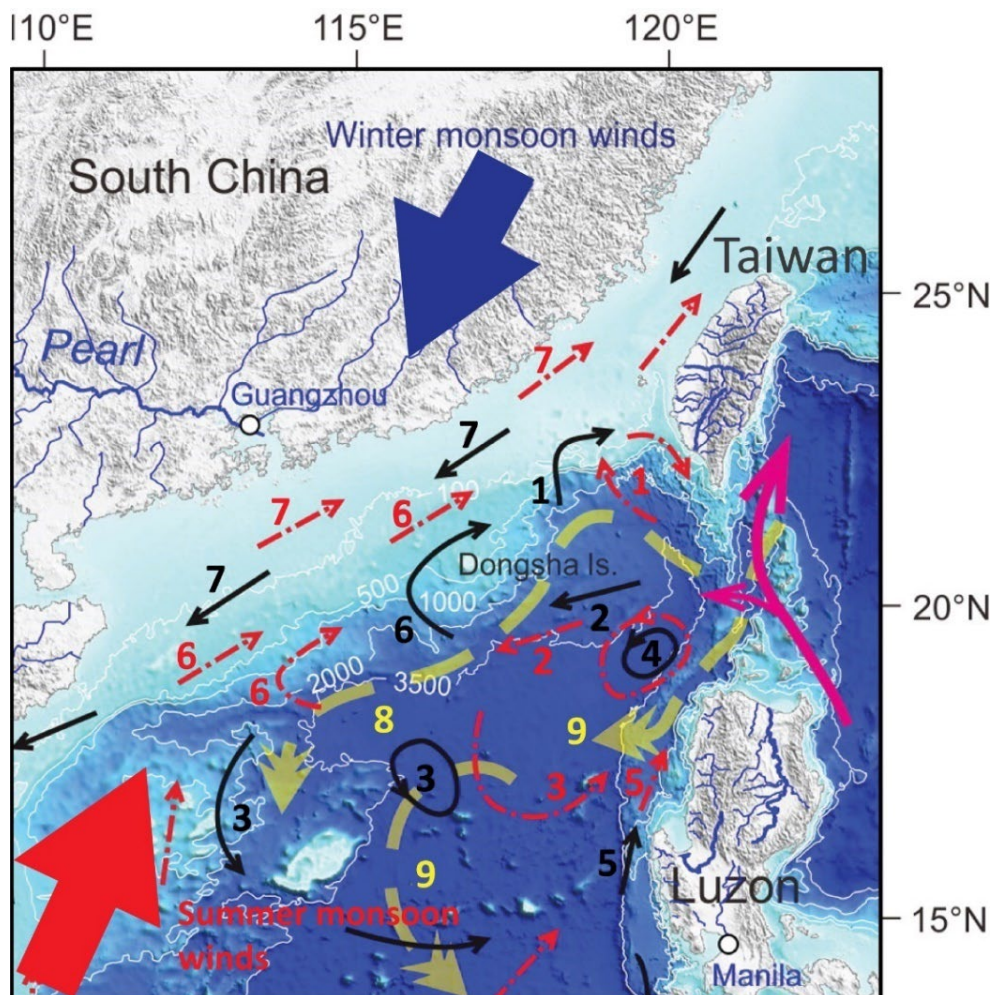 110°E 115°E 120°E
Winter monsoon winds
South China
Taiwan
25°N
Pearl
7
Guangzhou
7
1
1
100
7
6
Dongsha Is.
7
500
1000
20°N
2
6
6
4
2
6
2000
3500
8
9
3
3
5
3
5
9
Luzon
Summer monsoon
winds
15°N
Manila